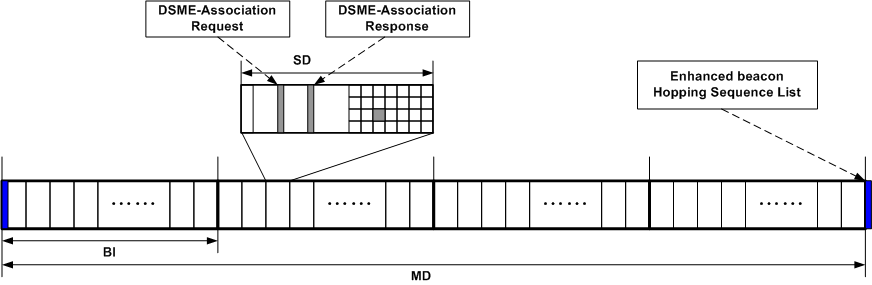 DSME-Association
Request
DSME-Association
Response
SD
Enhanced beacon
Hopping Sequence List
......
......
......
......
BI
MD